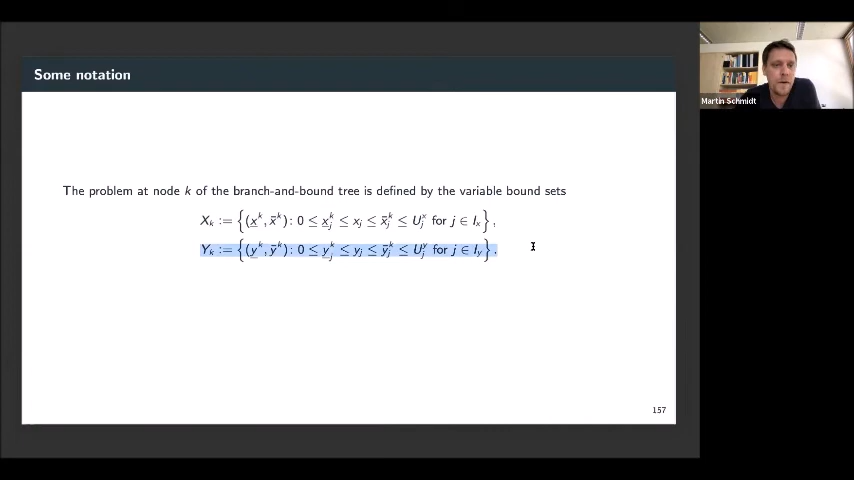 Some notation
Martin Schmidt
The problem at node k of the branch-and-bound tree is defined by the variable bound sets
X_k := {(x̲^k, x̄^k): 0 ≤ x̲_j^k ≤ x_j ≤ x̄_j^k ≤ U_j^x for j ∈ I_x},
Y_k := {(y̲^k, ȳ^k): 0 ≤ y̲_j^k ≤ y_j ≤ ȳ_j^k ≤ U_j^y for j ∈ I_y}.
157